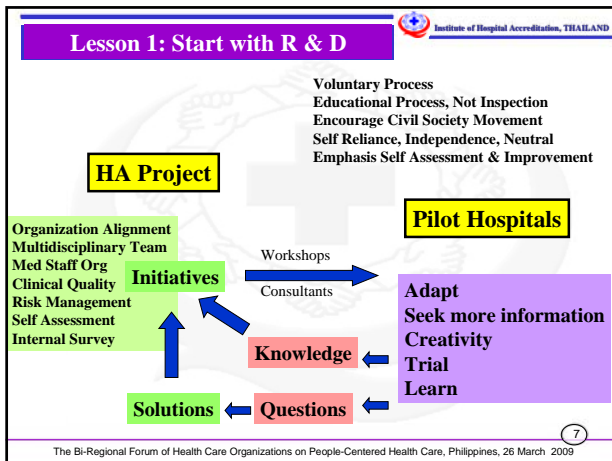 Institute of Hospital Accreditation, THAILAND
Lesson 1: Start with R & D
Voluntary Process
Educational Process, Not Inspection
Encourage Civil Society Movement
Self Reliance, Independence, Neutral
Emphasis Self Assessment & Improvement
HA Project
Pilot Hospitals
Organization Alignment
Multidisciplinary Team
Med Staff Org
Clinical Quality
Risk Management
Self Assessment
Internal Survey
Initiatives
Workshops
Consultants
Adapt
Seek more information
Creativity
Trial
Learn
Knowledge
Solutions
Questions
7
The Bi-Regional Forum of Health Care Organizations on People-Centered Health Care, Philippines, 26 March 2009